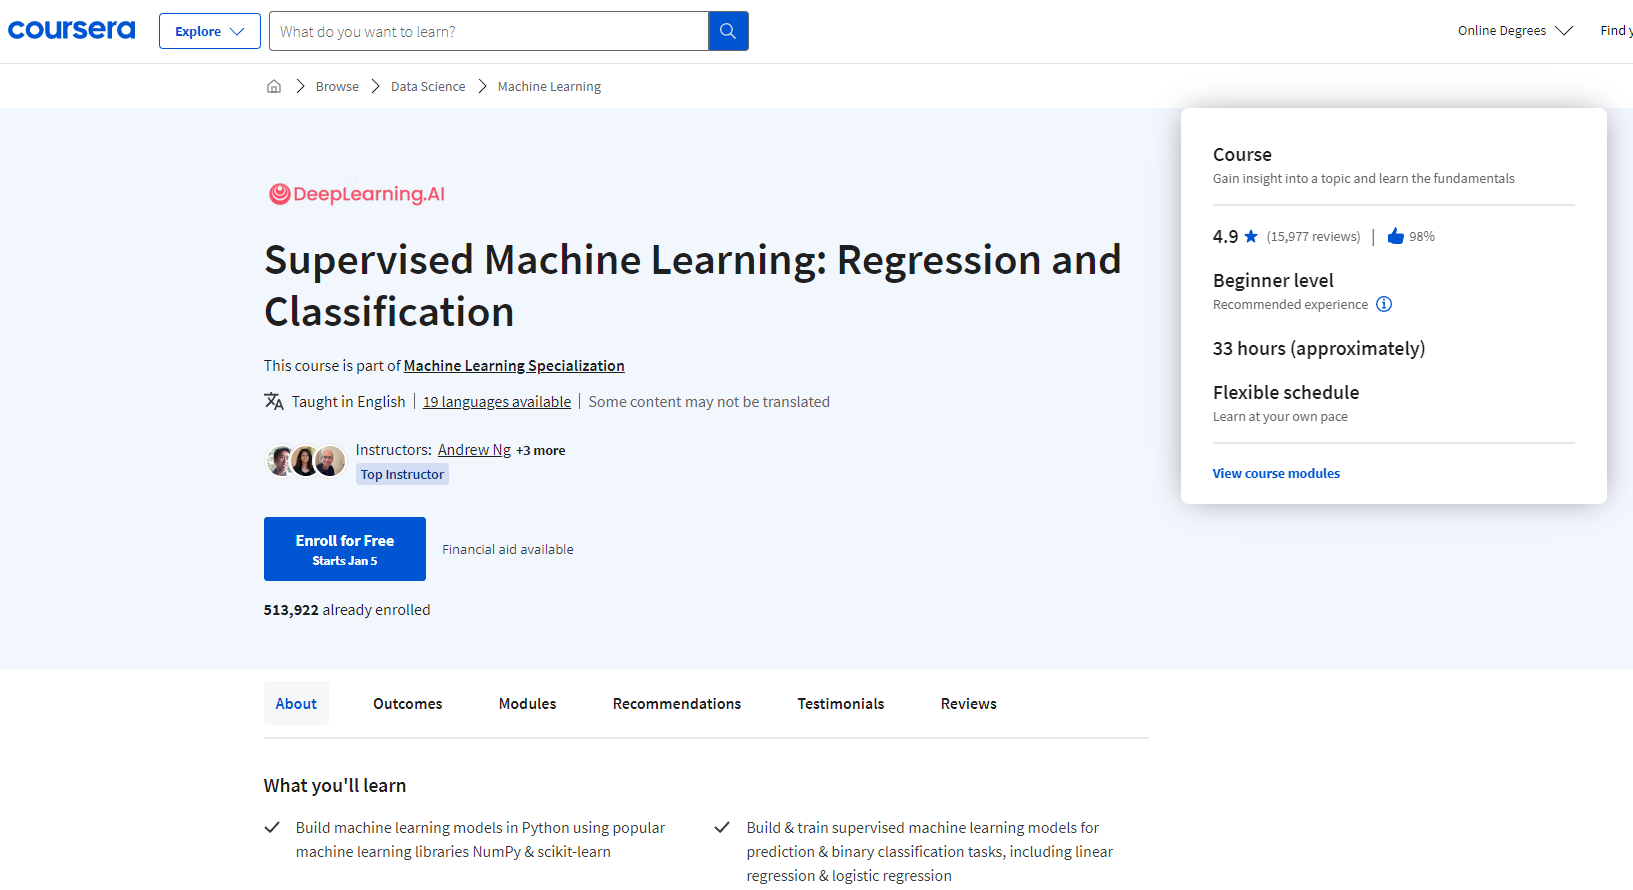 coursera
Explore
What do you want to learn?
Online Degrees
Find
Browse
Data Science
Machine Learning
DeepLearning.AI
Supervised Machine Learning: Regression and
Classification
This course is part of Machine Learning Specialization
Taught in English | 19 languages available | Some content may not be translated
Instructors: Andrew Ng +3 more
Top Instructor
Enroll for Free
Starts Jan 5
Financial aid available
513,922 already enrolled
Course
Gain insight into a topic and learn the fundamentals
4.9 ★ (15,977 reviews) | 98%
Beginner level
Recommended experience
33 hours (approximately)
Flexible schedule
Learn at your own pace
View course modules
About
Outcomes
Modules
Recommendations
Testimonials
Reviews
What you'll learn
Build machine learning models in Python using popular
machine learning libraries NumPy & scikit-learn
Build & train supervised machine learning models for
prediction & binary classification tasks, including linear
regression & logistic regression